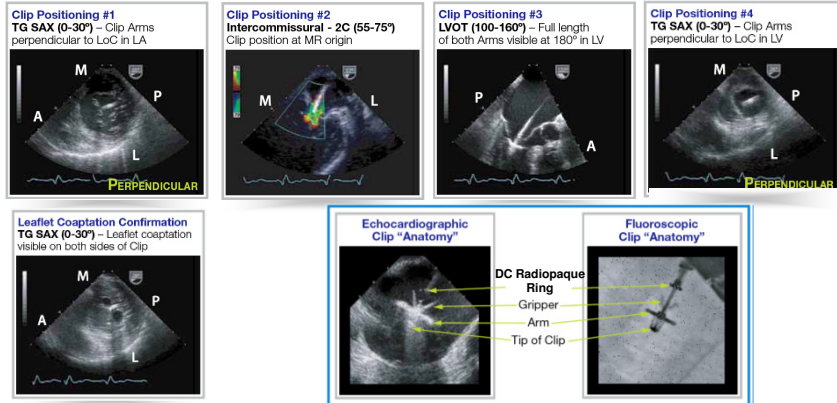 Clip Positioning #1
TG SAX (0-30º) – Clip Arms
perpendicular to LoC in LA
M
P
A
L
PERPENDICULAR
Clip Positioning #2
Intercommissural - 2C (55-75º)
Clip position at MR origin
M
L
Clip Positioning #3
LVOT (100-160º) – Full length
of both Arms visible at 180º in LV
P
A
Clip Positioning #4
TG SAX (0-30º) – Clip Arms
perpendicular to LoC in LV
M
P
A
L
PERPENDICULAR
Leaflet Coaptation Confirmation
TG SAX (0-30º) – Leaflet coaptation
visible on both sides of Clip
M
P
A
L
Echocardiographic
Clip “Anatomy”
Fluoroscopic
Clip “Anatomy”
DC Radiopaque
Ring
Gripper
Arm
Tip of Clip